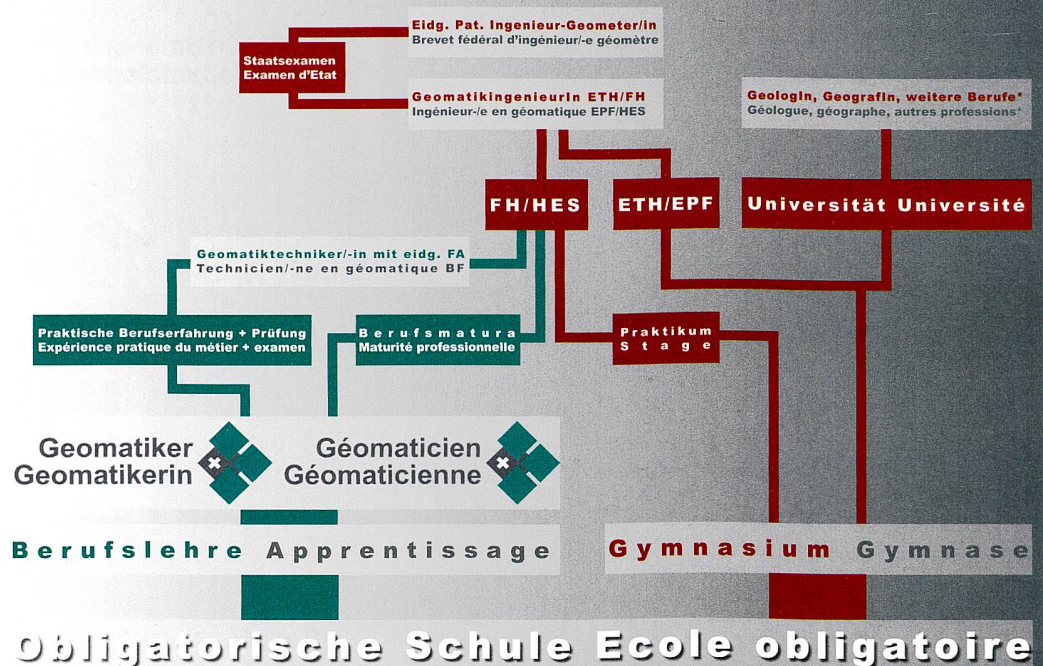 Eidg. Pat. Ingenieur-Geometer/in
Brevet fédéral d'ingénieur/-e géomètre
Staatsexamen
Examen d'Etat
GeomatikingenieurIn ETH/FH
Ingénieur-/e en géomatique EPF/HES
GeologIn, GeografIn, weitere Berufe*
Géologue, géographe, autres professions*
FH/HES
ETH/EPF
Universität Université
Geomatiktechniker/-in mit eidg. FA
Technicien/-ne en géomatique BF
Praktische Berufserfahrung + Prüfung
Expérience pratique du métier + examen
Berufsmatura
Maturité professionnelle
Praktikum
Stage
Geomatiker
Geomatikerin
Géomaticien
Géomaticienne
Berufslehre Apprentissage
Gymnasium Gymnase
Obligatorische Schule Ecole obligatoire